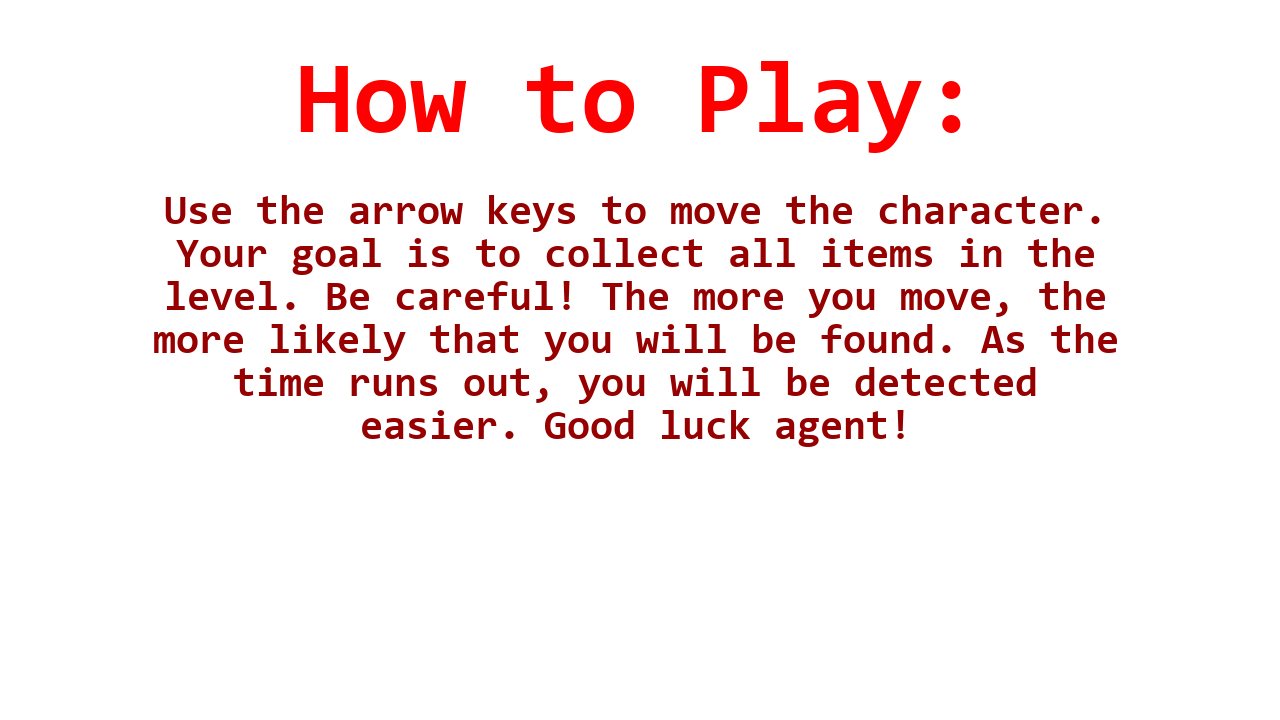 How to Play:
Use the arrow keys to move the character.
Your goal is to collect all items in the
level. Be careful! The more you move, the
more likely that you will be found. As the
time runs out, you will be detected
easier. Good luck agent!